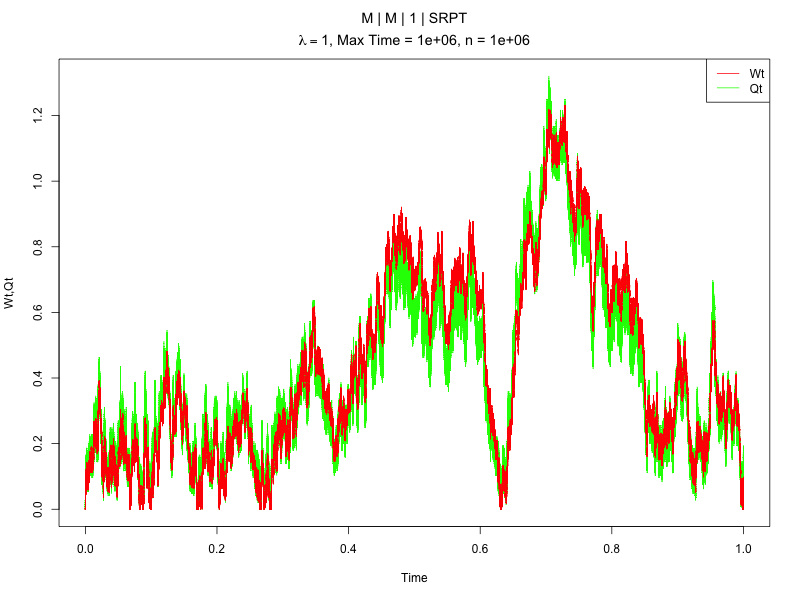 M | M | 1 | SRPT
λ = 1, Max Time = 1e+06, n = 1e+06
Wt
Qt
Wt,Qt
1.2
1.0
0.8
0.6
0.4
0.2
0.0
0.0 0.2 0.4 0.6 0.8 1.0
Time